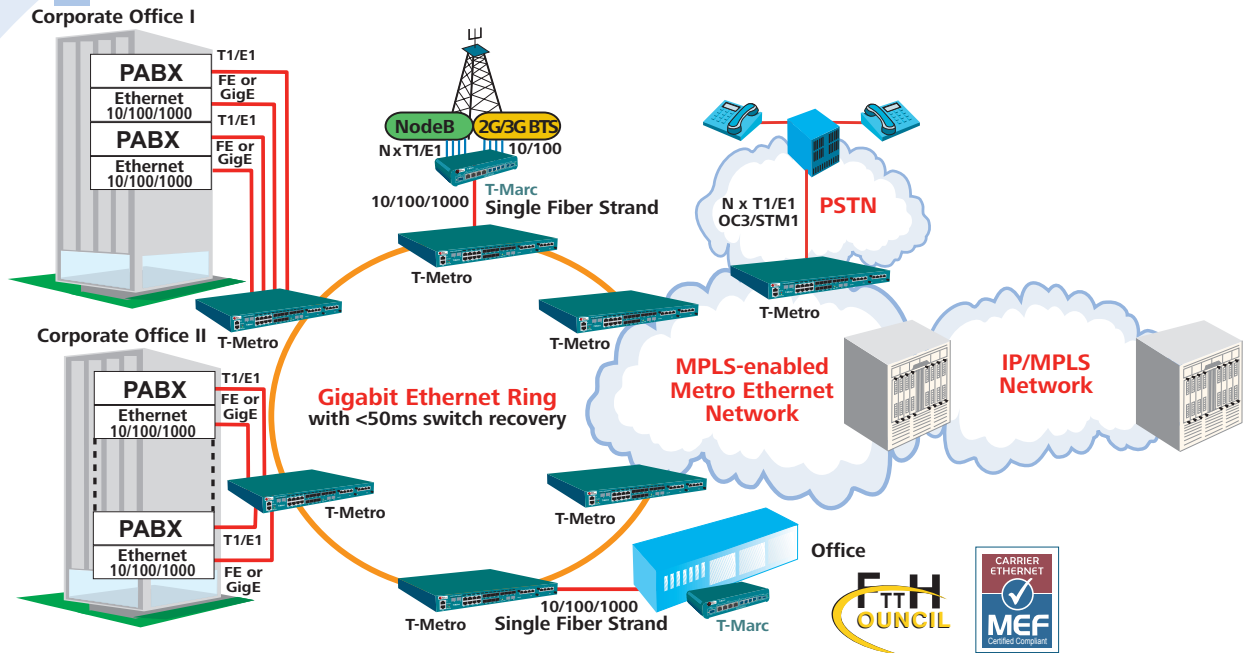 Corporate Office I
T1/E1
PABX
FE or
GigE
Ethernet
10/100/1000
T1/E1
PABX
FE or
GigE
Ethernet
10/100/1000
T-Metro
NodeB
2G/3G BTS
N x T1/E1
10/100
T-Marc
10/100/1000
Single Fiber Strand
T-Metro
T-Metro
N x T1/E1
OC3/STM1
PSTN
T-Metro
MPLS-enabled
Metro Ethernet
Network
IP/MPLS
Network
Gigabit Ethernet Ring
with <50ms switch recovery
Corporate Office II
T1/E1
PABX
FE or
GigE
Ethernet
10/100/1000
T-Metro
PABX
T1/E1
Ethernet
10/100/1000
FE or
GigE
T-Metro
T-Metro
10/100/1000
Single Fiber Strand
Office
T-Marc
FTTH
COUNCIL
CARRIER
ETHERNET
MEF
Certified Compliant